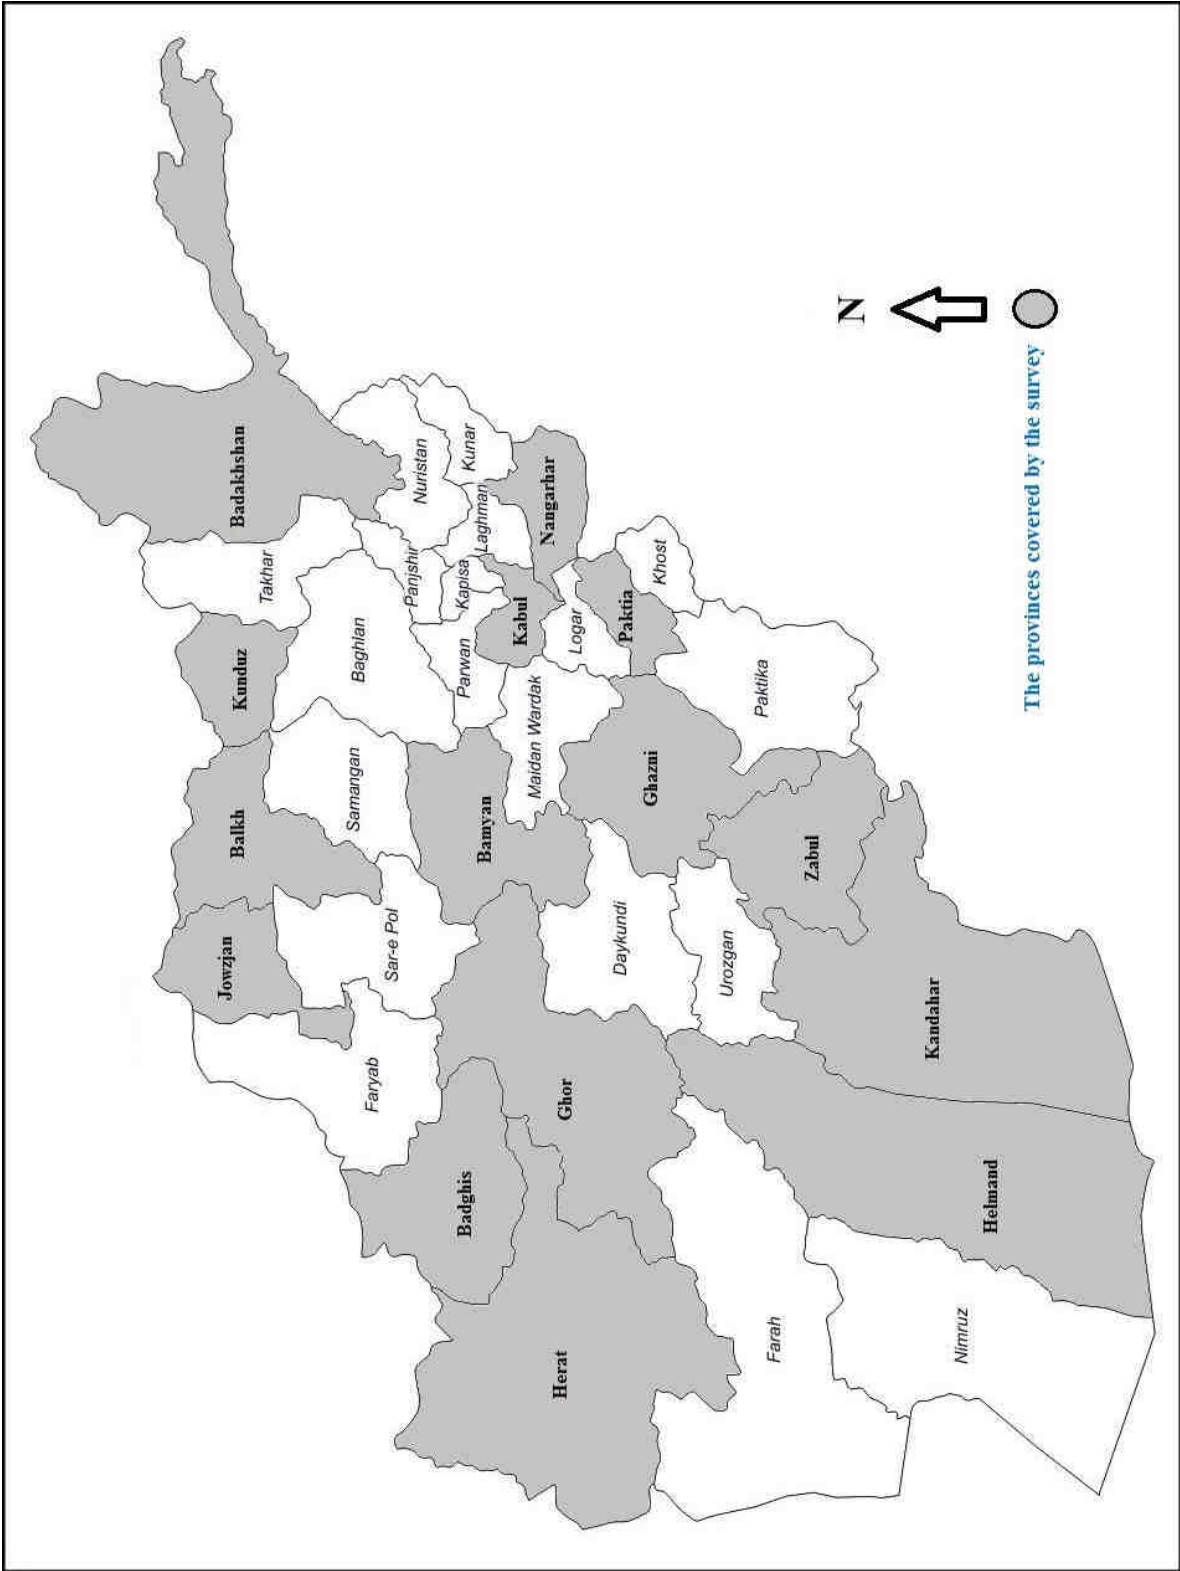 Badakhshan
Takhar
Kunduz
Balkh
Jowzjan
Faryab
Sar-e Pol
Samangan
Baghlan
Panjshir
Nuristan
Kunar
Laghman
Kapisa
Parwan
Kabul
Nangarhar
Logar
Paktia
Khost
Maidan Wardak
Bamyan
Ghazni
Paktika
Daykundi
Urozgan
Zabul
Ghor
Badghis
Herat
Farah
Nimruz
Helmand
Kandahar
N
The provinces covered by the survey